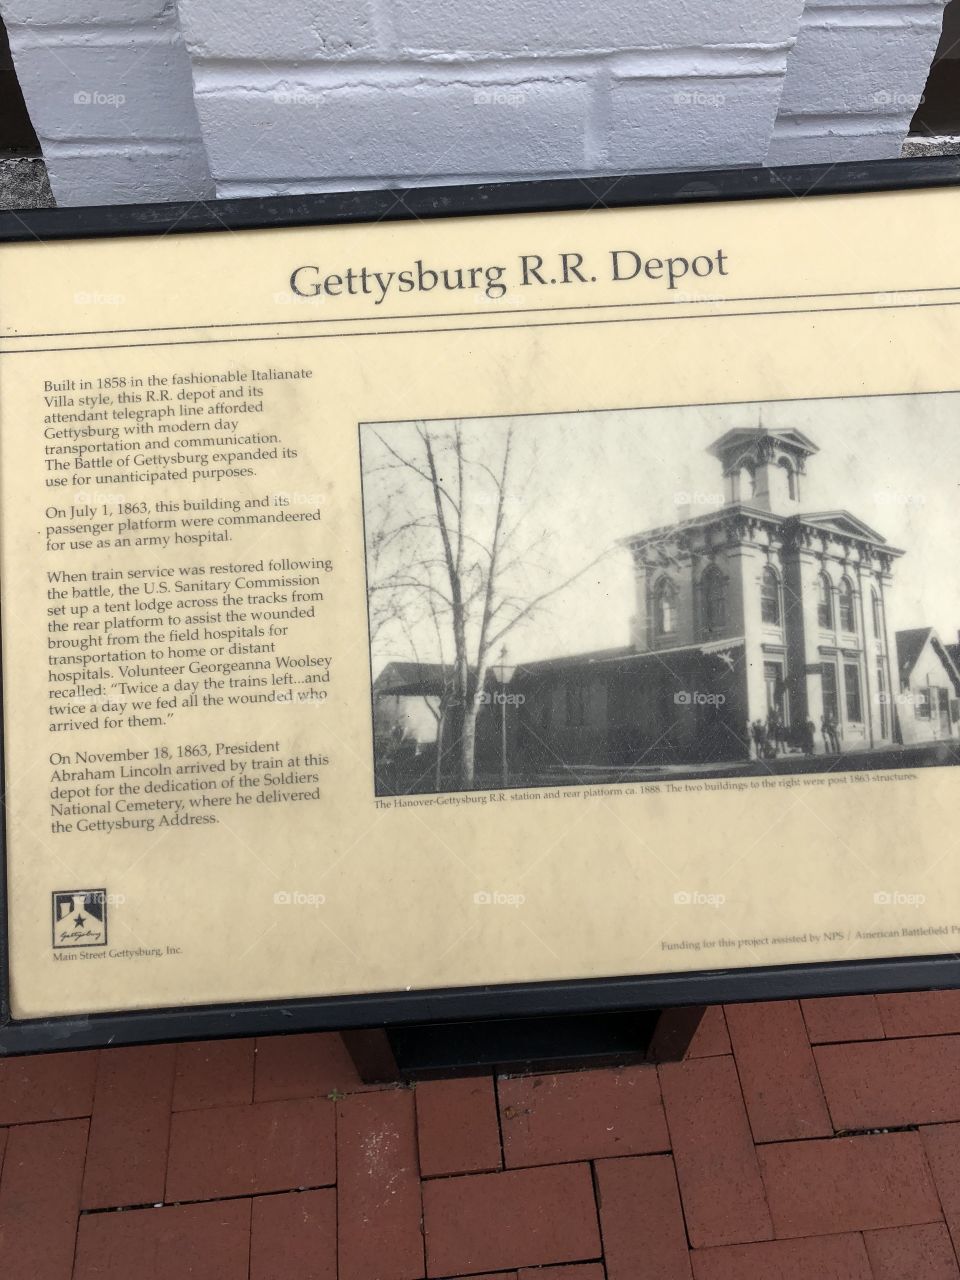 Gettysburg R.R. Depot
Built in 1858 in the fashionable Italianate
Villa style, this R.R. depot and its
attendant telegraph line afforded
Gettysburg with modern day
transportation and communication.
The Battle of Gettysburg expanded its
use for unanticipated purposes.
On July 1, 1863, this building and its
passenger platform were commandeered
for use as an army hospital.
When train service was restored following
the battle, the U.S. Sanitary Commission
set up a tent lodge across the tracks from
the rear platform to assist the wounded
brought from the field hospitals for
transportation to home or distant
hospitals. Volunteer Georgeanna Woolsey
recalled: “Twice a day the trains left...and
twice a day we fed all the wounded who
arrived for them.”
On November 18, 1863, President
Abraham Lincoln arrived by train at this
depot for the dedication of the Soldiers
National Cemetery, where he delivered
the Gettysburg Address.
The Hanover-Gettysburg R.R. station and rear platform ca. 1888. The two buildings to the right were post 1863 structures.
Gettysburg
Main Street Gettysburg, Inc.
Funding for this project assisted by NPS / American Battlefield Pr
foap